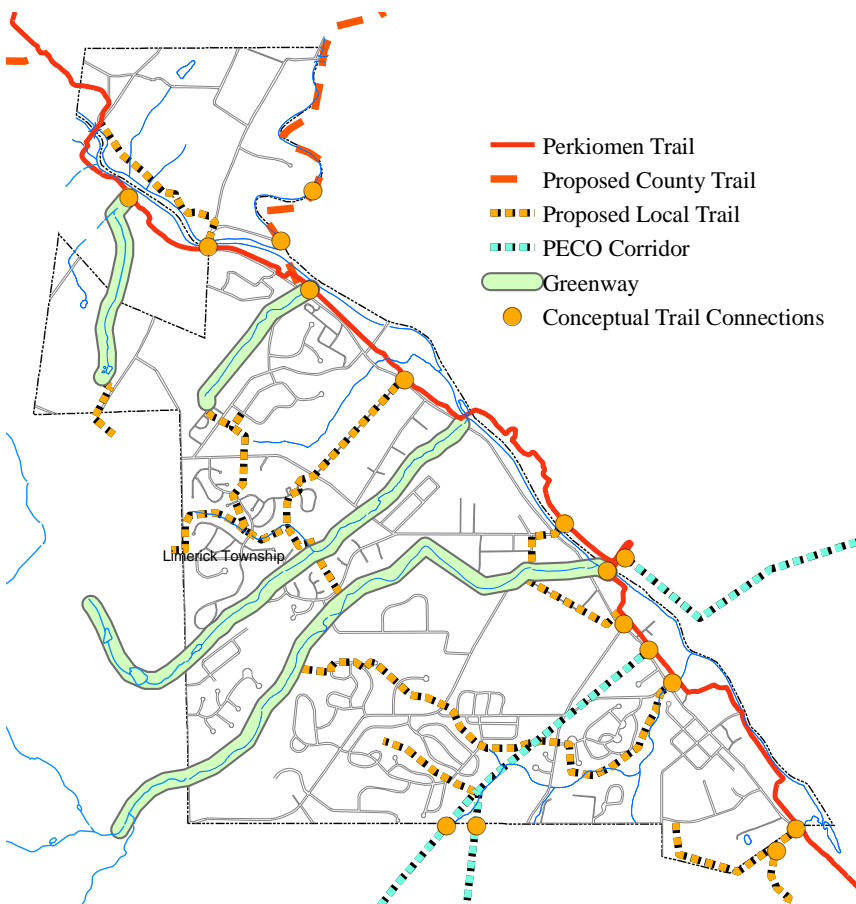 Perkiomen Trail
Proposed County Trail
Proposed Local Trail
PECO Corridor
Greenway
Conceptual Trail Connections
Limerick Township